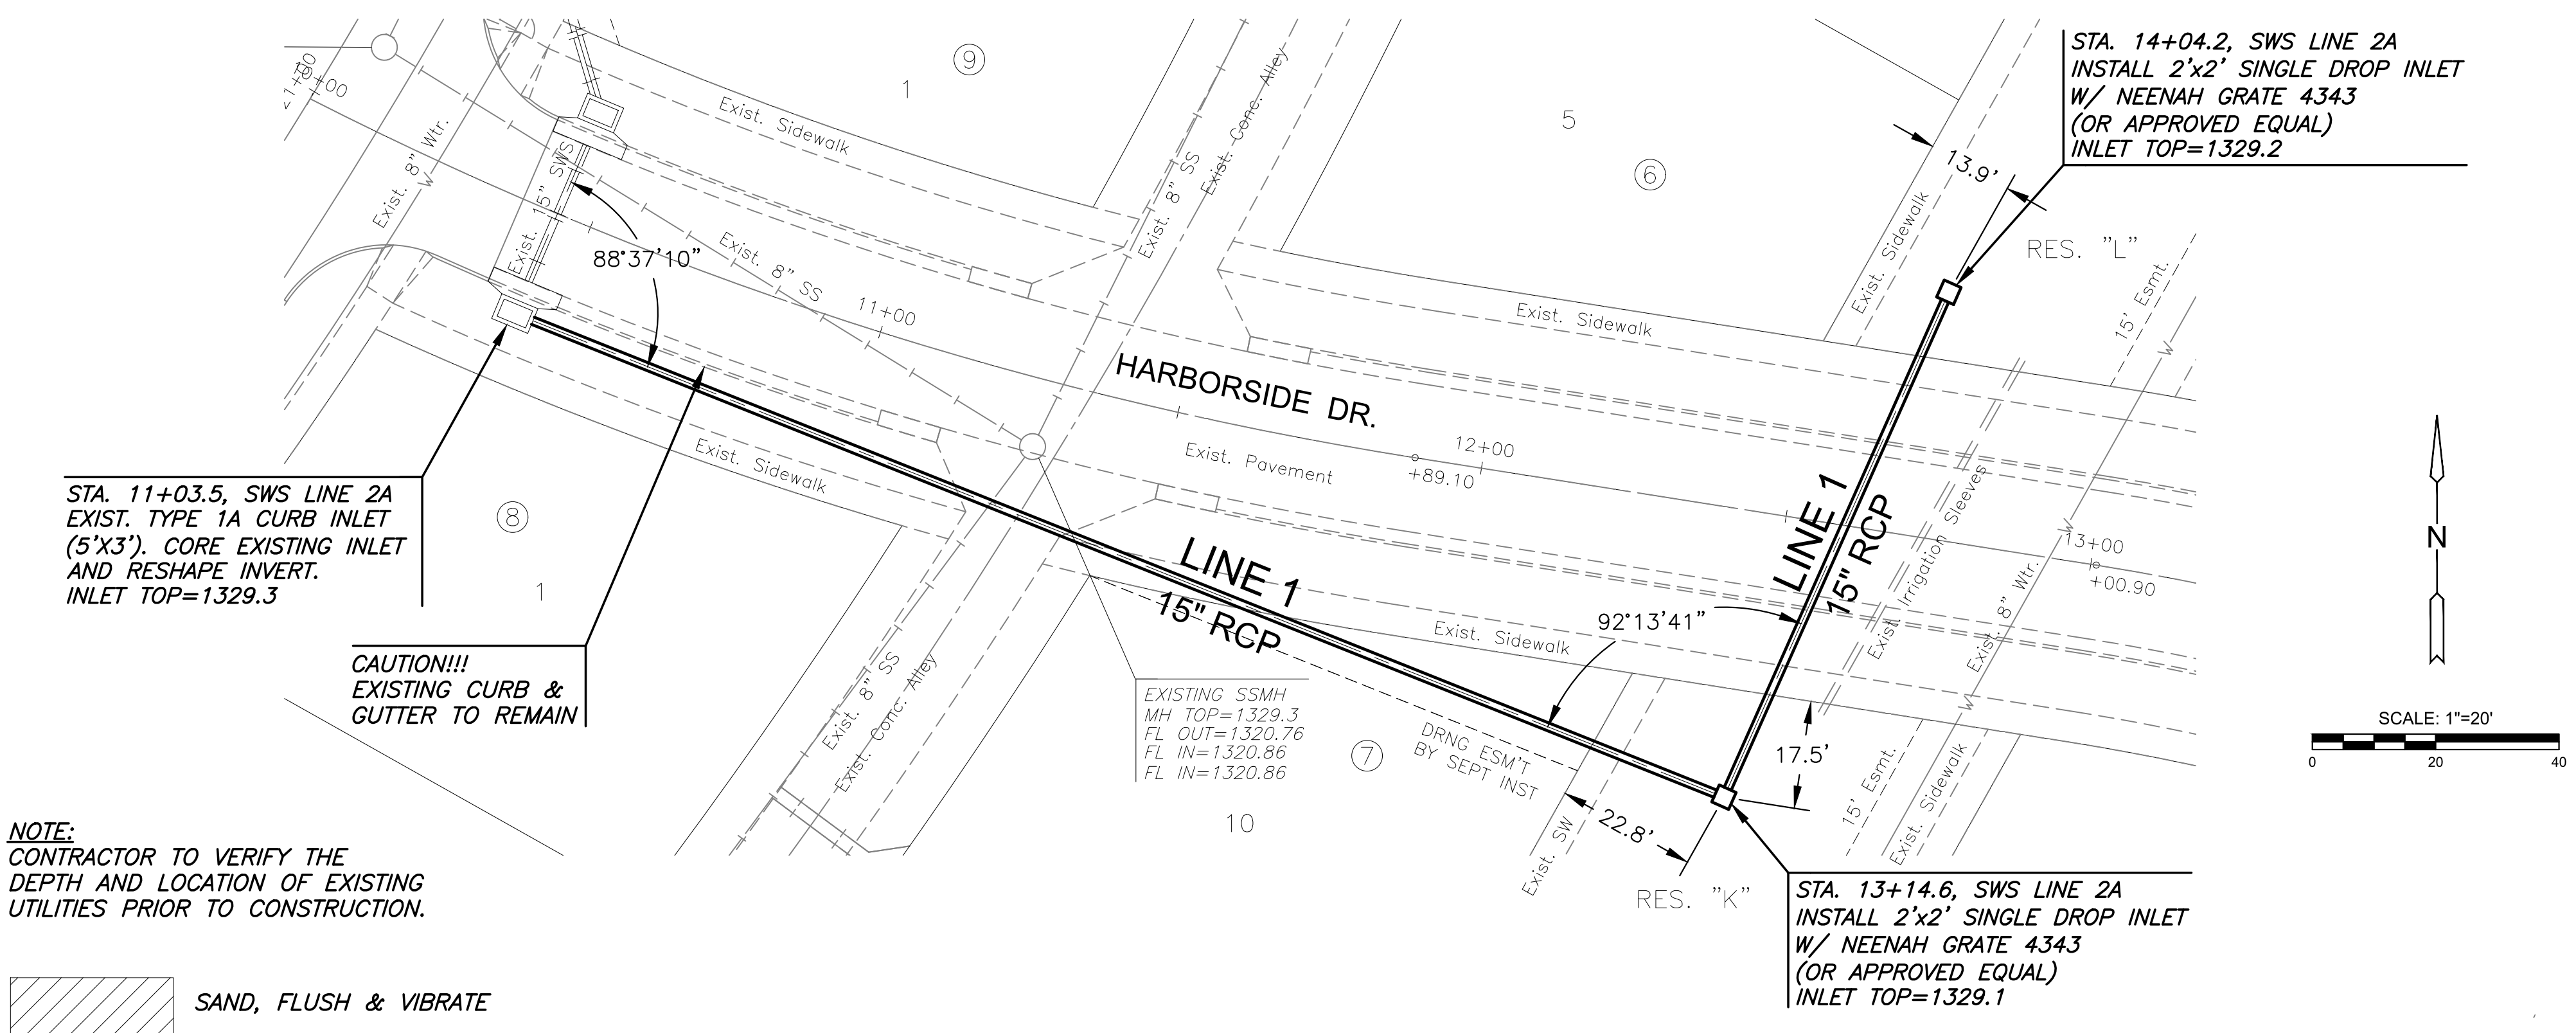 STA. 14+04.2, SWS LINE 2A
INSTALL 2'x2' SINGLE DROP INLET
W/ NEENAH GRATE 4343
(OR APPROVED EQUAL)
INLET TOP=1329.2
21+00
10+00
Exist. 8" Wtr.
W
Exist. 15" SWS
88°37'10"
Exist. Sidewalk
9
1
Exist. 8" SS
Exist. 8" SS
Exist. Conc. Alley
11+00
5
6
13.9'
Exist. Sidewalk
RES. "L"
15' Esmt.
W
Exist. Sidewalk
HARBORSIDE DR.
Exist. Pavement
12+00
+89.10
Exist. Sidewalk
STA. 11+03.5, SWS LINE 2A
EXIST. TYPE 1A CURB INLET
(5'X3'). CORE EXISTING INLET
AND RESHAPE INVERT.
INLET TOP=1329.3
8
1
CAUTION!!!
EXISTING CURB &
GUTTER TO REMAIN
LINE 1
15" RCP
LINE 1
15" RCP
Exist. Irrigation Sleeves
W
13+00
+00.90
Exist. 8" Wtr.
W
92°13'41"
Exist. Sidewalk
Exist. 8" SS
Exist. Conc. Alley
EXISTING SSMH
MH TOP=1329.3
FL OUT=1320.76
FL IN=1320.86
FL IN=1320.86
7
10
DRNG ESM'T
BY SEPT INST
17.5'
22.8'
Exist. SW
RES. "K"
15' Esmt.
Exist. Sidewalk
N
SCALE: 1"=20'
0 20 40
STA. 13+14.6, SWS LINE 2A
INSTALL 2'x2' SINGLE DROP INLET
W/ NEENAH GRATE 4343
(OR APPROVED EQUAL)
INLET TOP=1329.1
NOTE:
CONTRACTOR TO VERIFY THE
DEPTH AND LOCATION OF EXISTING
UTILITIES PRIOR TO CONSTRUCTION.
SAND, FLUSH & VIBRATE